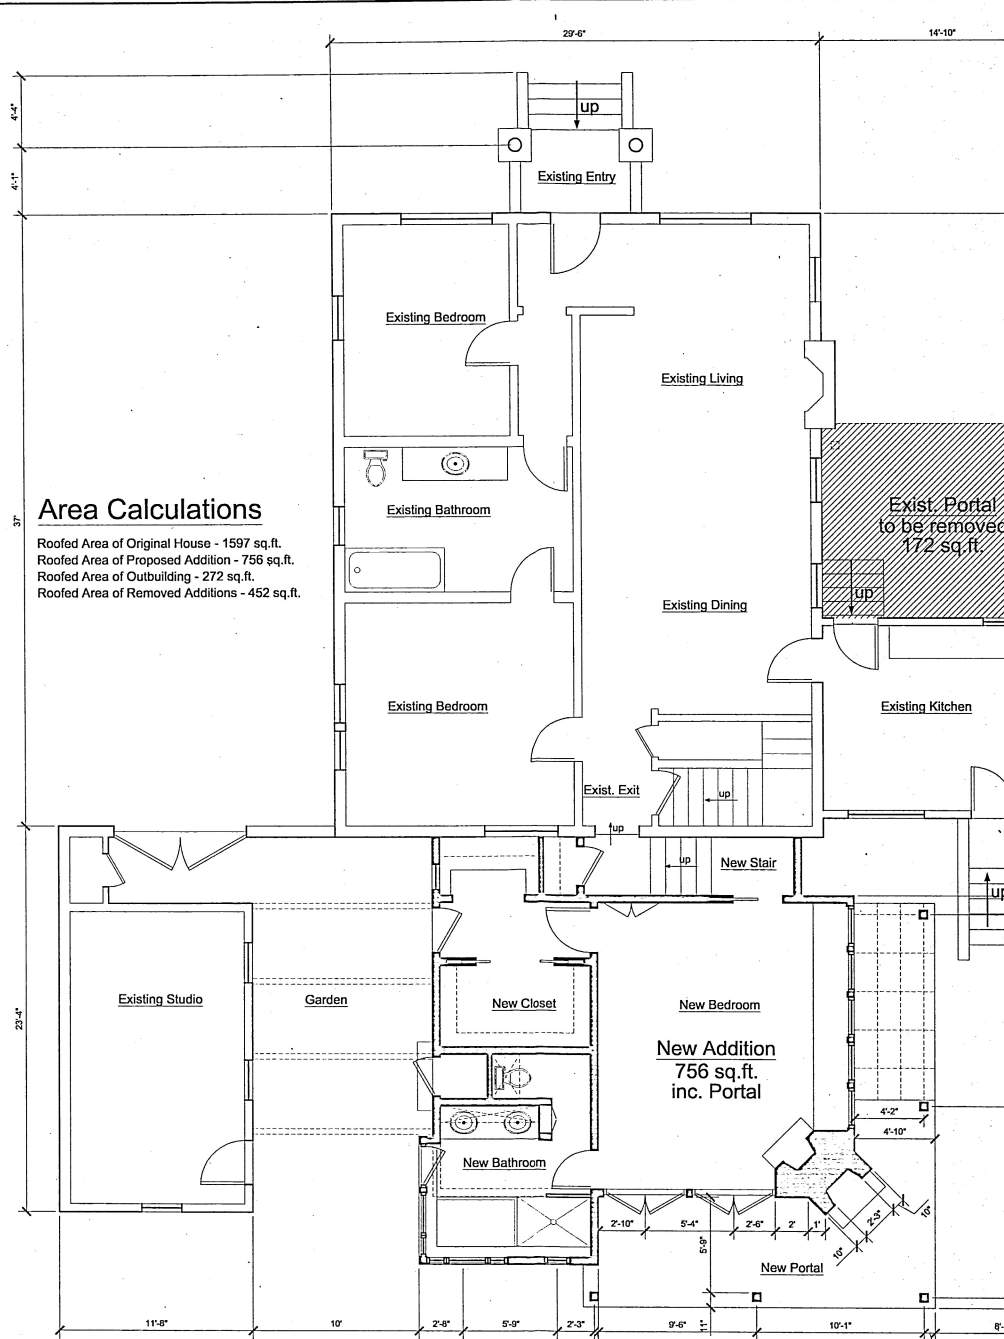 29'-6"
14'-10"
4'-4"
up
4'-1"
Existing Entry
Existing Bedroom
Existing Living
37'
Area Calculations
Roofed Area of Original House - 1597 sq.ft.
Roofed Area of Proposed Addition - 756 sq.ft.
Roofed Area of Outbuilding - 272 sq.ft.
Roofed Area of Removed Additions - 452 sq.ft.
Existing Bathroom
Exist. Portal
to be removed
172 sq.ft.
up
Existing Dining
Existing Bedroom
Existing Kitchen
Exist. Exit
up
up
up
New Stair
up
23'-4"
Existing Studio
Garden
New Closet
New Bedroom
New Addition
756 sq.ft.
inc. Portal
4'-2"
4'-10"
New Bathroom
2'-10"
5'-4"
2'-6"
2'
1'
10"
2'-3"
10"
5'-9"
New Portal
11'-8"
10'
2'-8"
5'-9"
2'-3"
9'-6"
11"
10'-1"
8'-